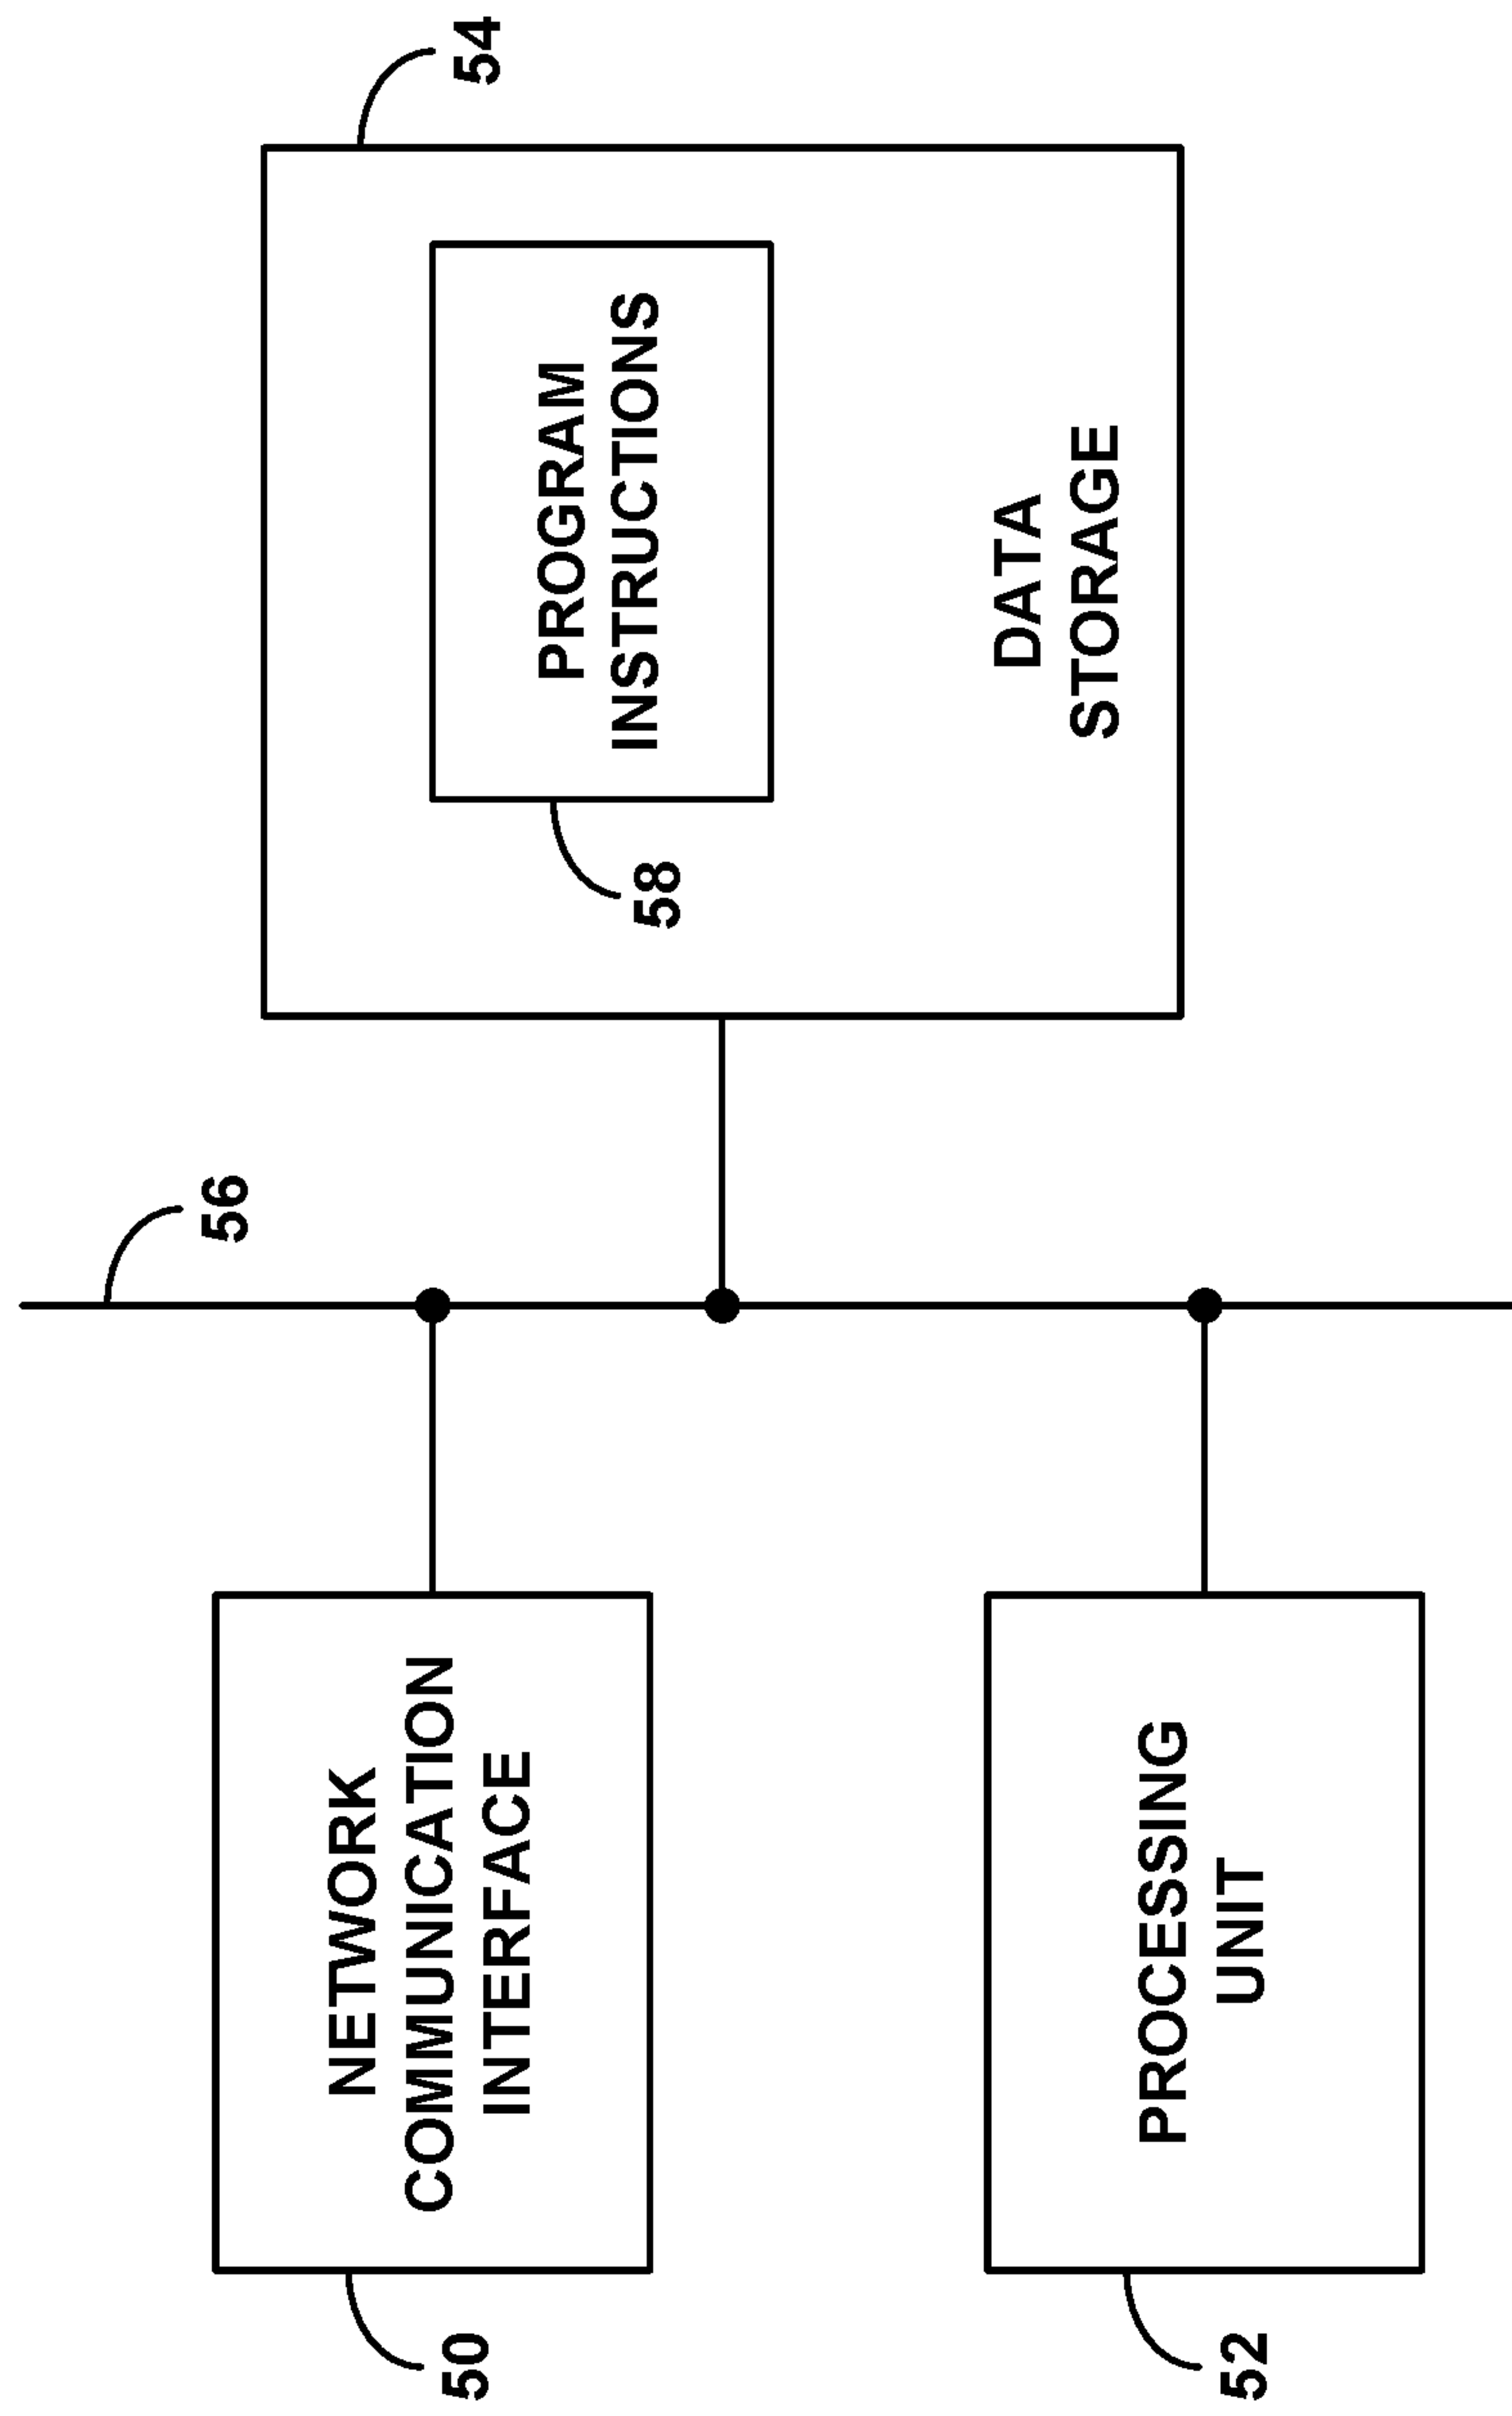 56
50
NETWORK
COMMUNICATION
INTERFACE
54
58
PROGRAM
INSTRUCTIONS
DATA
STORAGE
52
PROCESSING
UNIT